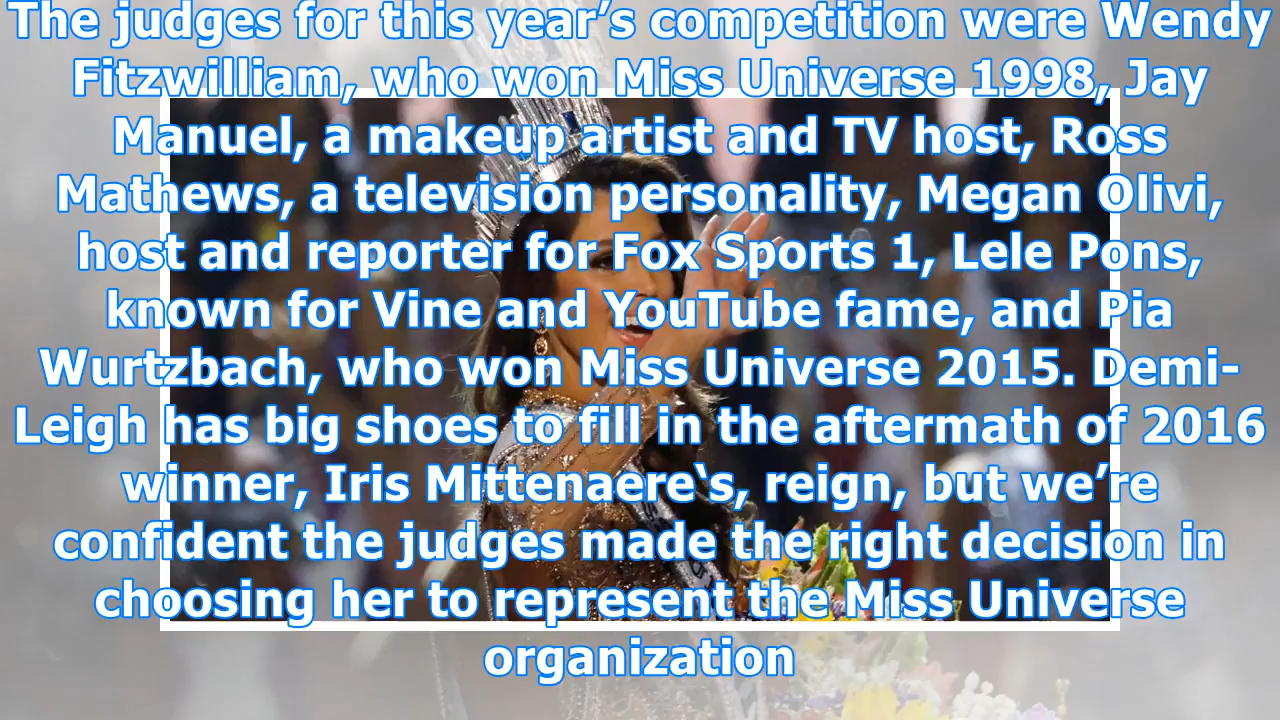 The judges for this year’s competition were Wendy
Fitzwilliam, who won Miss Universe 1998, Jay
Manuel, a makeup artist and TV host, Ross
Mathews, a television personality, Megan Olivi,
host and reporter for Fox Sports 1, Lele Pons,
known for Vine and YouTube fame, and Pia
Wurtzbach, who won Miss Universe 2015. Demi-
Leigh has big shoes to fill in the aftermath of 2016
winner, Iris Mittenaere‘s, reign, but we’re
confident the judges made the right decision in
choosing her to represent the Miss Universe
organization